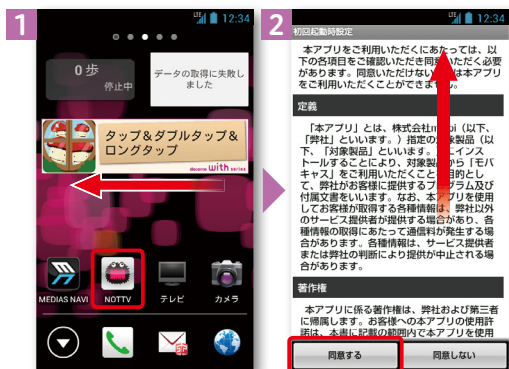 1
LTE 12:34
0 歩
停止中
データの取得に失敗し
ました
タップ&ダブルタップ&
ロングタップ
docomo with series
MEDIAS NAVI
NOTTV
テレビ
カメラ
2
LTE 12:34
初回起動時設定
本アプリをご利用いただくにあたっては、以
下の各項目をご確認いただき同意いただく必要
があります。同意いただけない
は本アプリ
をご利用いただくことができま
ん。
定義
「本アプリ」とは、株式会社m
bi（以下、
「弊社」といいます。）指定の
象製品（以
下、「対象製品」といいます。
にインス
トールすることにより、対象製
から「モバ
キャス」をご利用いただくこと
目的とし
て、弊社がお客様に提供するプ
グラム及び
付属文書をいいます。なお、本
プリを使用
してお客様が取得する各種情報
、弊社以外
のサービス提供者が提供する場
があり、各
種情報の取得にあたって通信料が発生する場
合があります。各種情報は、サービス提供者
または弊社の判断により提供が中止される場
合があります。
著作権
本アプリに係る著作権は、弊社および第三者
に帰属します。お客様への本アプリの使用許
諾は、本書に記載の範囲内で本アプリを使用
同意する
同意しない